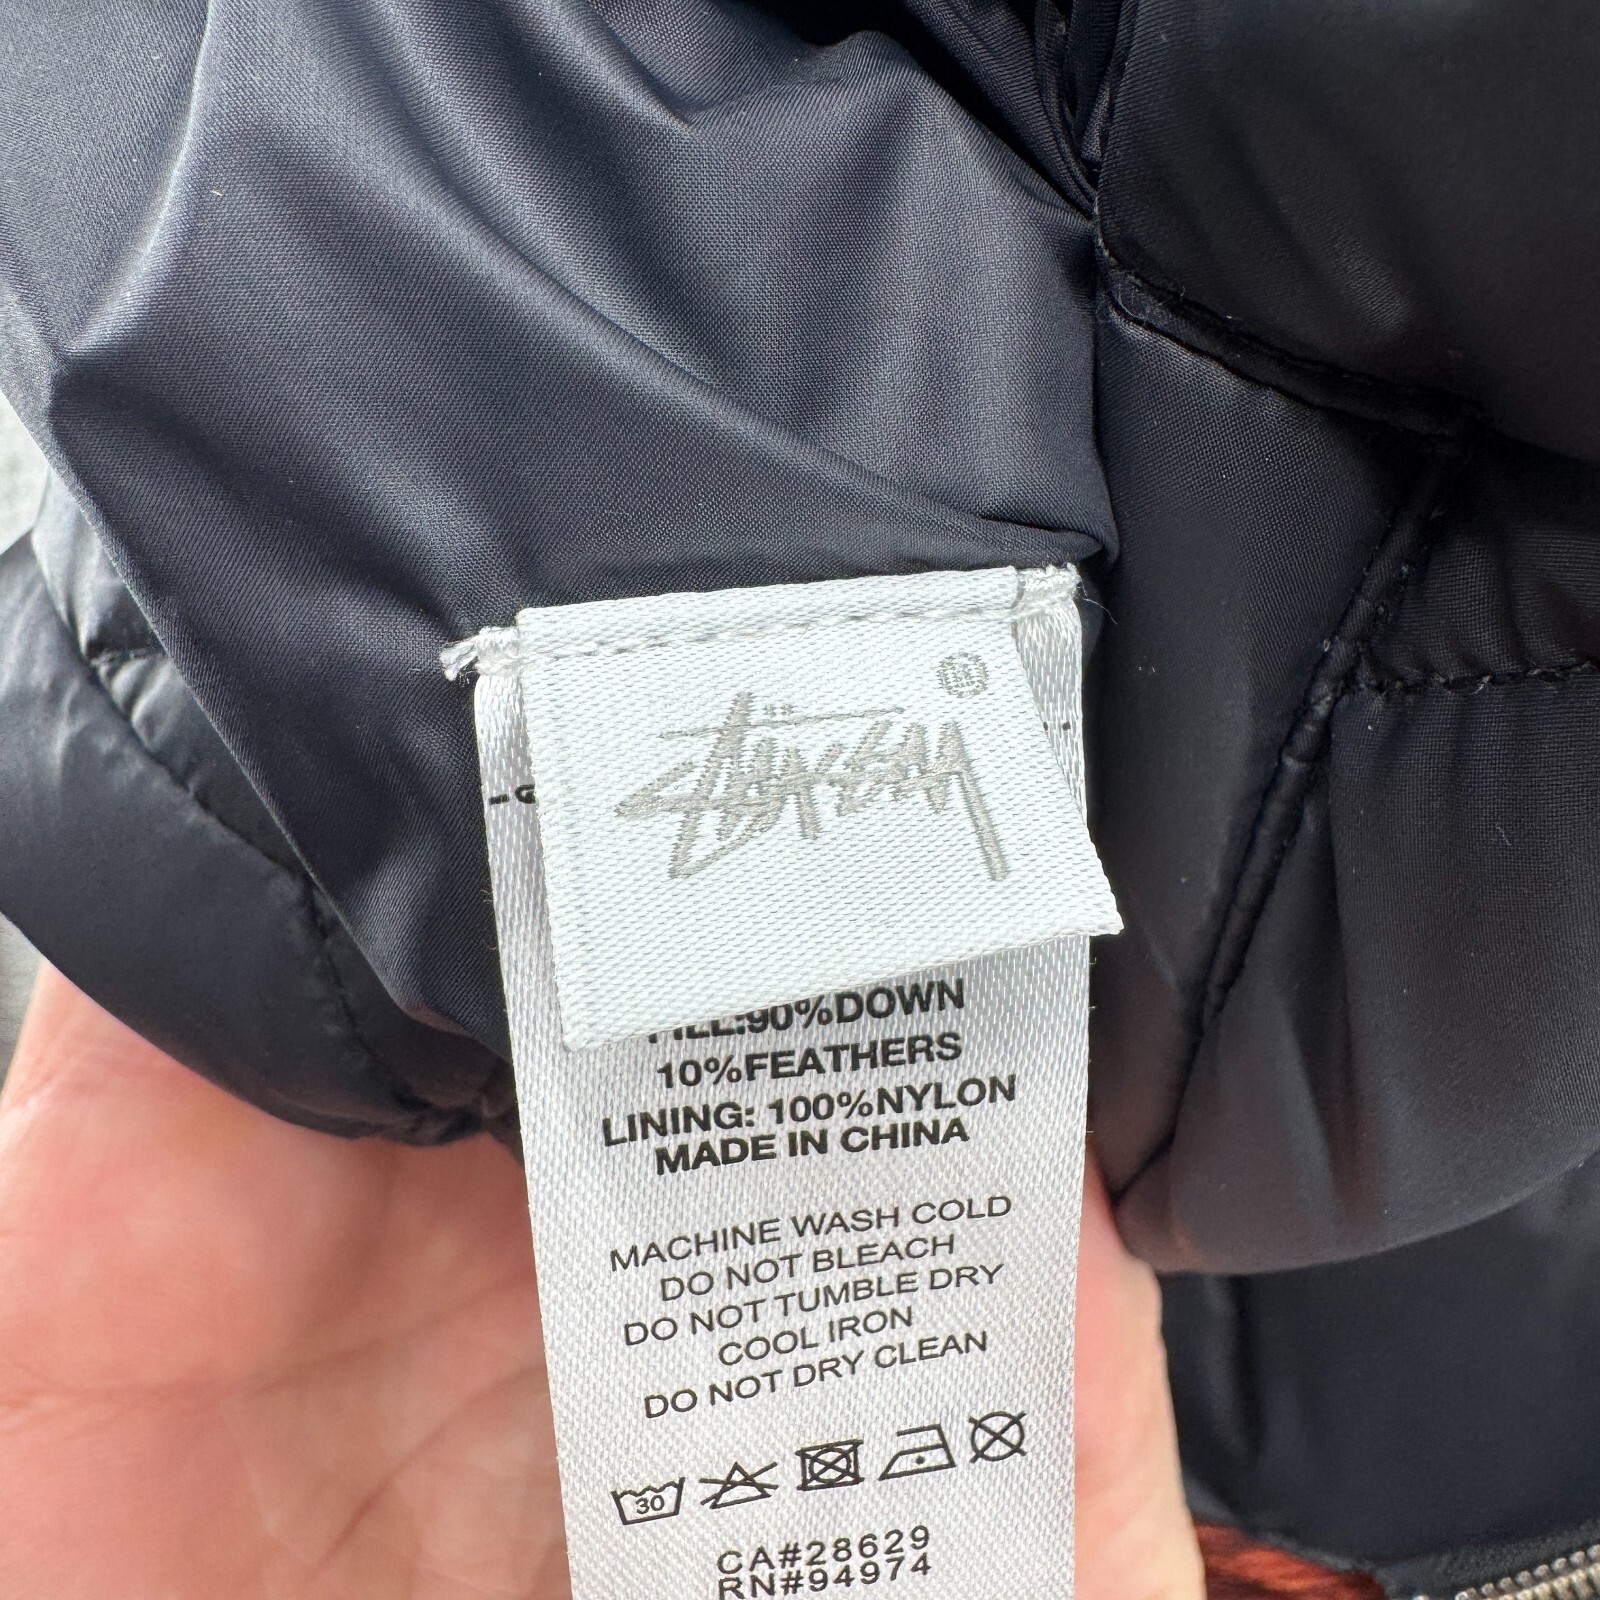 Stüssy
FILL:90%DOWN
10%FEATHERS
LINING: 100%NYLON
MADE IN CHINA
MACHINE WASH COLD
DO NOT BLEACH
DO NOT TUMBLE DRY
COOL IRON
DO NOT DRY CLEAN
30
CA#28629
RN#94974